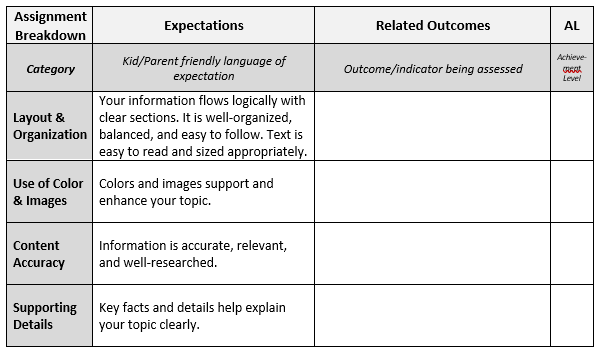 Assignment
Breakdown
Expectations
Related Outcomes
AL
Category
Kid/Parent friendly language of
expectation
Outcome/indicator being assessed
Achieve-
ment
Level
Layout &
Organization
Your information flows logically with
clear sections. It is well-organized,
balanced, and easy to follow. Text is
easy to read and sized appropriately.
Use of Color
& Images
Colors and images support and
enhance your topic.
Content
Accuracy
Information is accurate, relevant,
and well-researched.
Supporting
Details
Key facts and details help explain
your topic clearly.